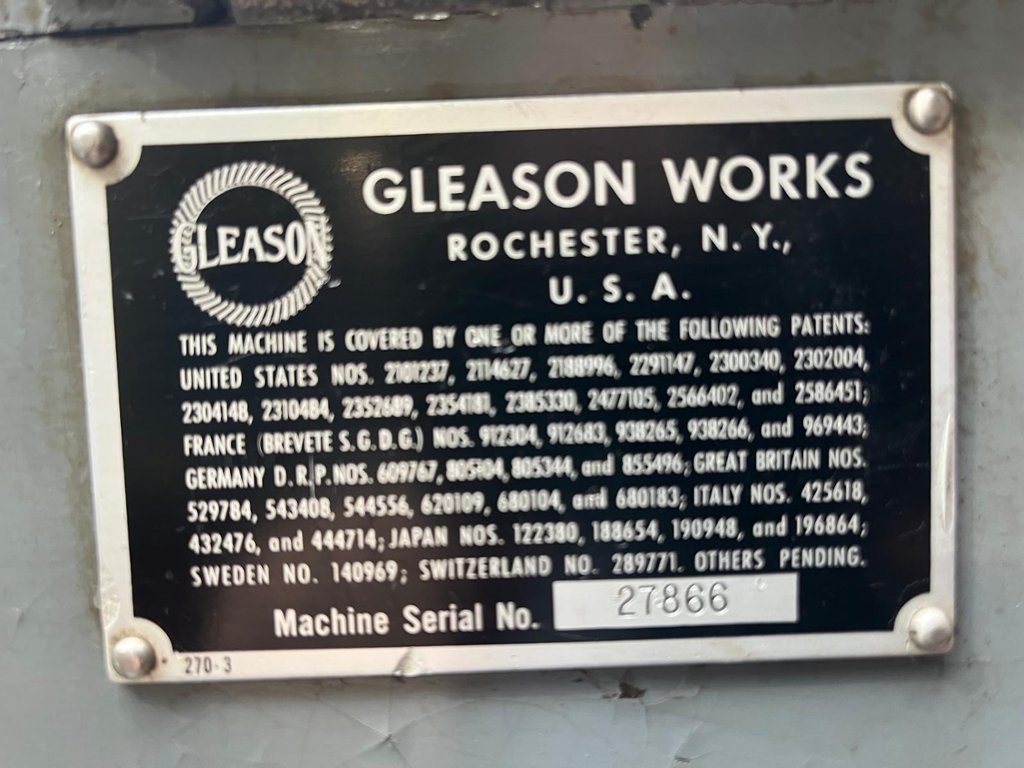 GLEASON
GLEASON WORKS
ROCHESTER, N. Y.,
U. S. A.
THIS MACHINE IS COVERED BY ONE OR MORE OF THE FOLLOWING PATENTS:
UNITED STATES NOS. 2101237, 2114627, 2188996, 2291147, 2300340, 2302004,
2304148, 2310484, 2352689, 2354181, 2385330, 2477105, 2566402, and 2586451;
FRANCE (BREVETE S.G.D.G.) NOS. 912304, 912683, 938265, 938266, and 969443;
GERMANY D.R.P. NOS. 609767, 805344, and 855496; GREAT BRITAIN NOS.
529784, 543408, 544556, 620109, 680104, and 680183; ITALY NOS. 425618,
432476, and 444714; JAPAN NOS. 122380, 188654, 190948, and 196864;
SWEDEN NO. 140969; SWITZERLAND NO. 289771. OTHERS PENDING.
Machine Serial No. 27866
270-3